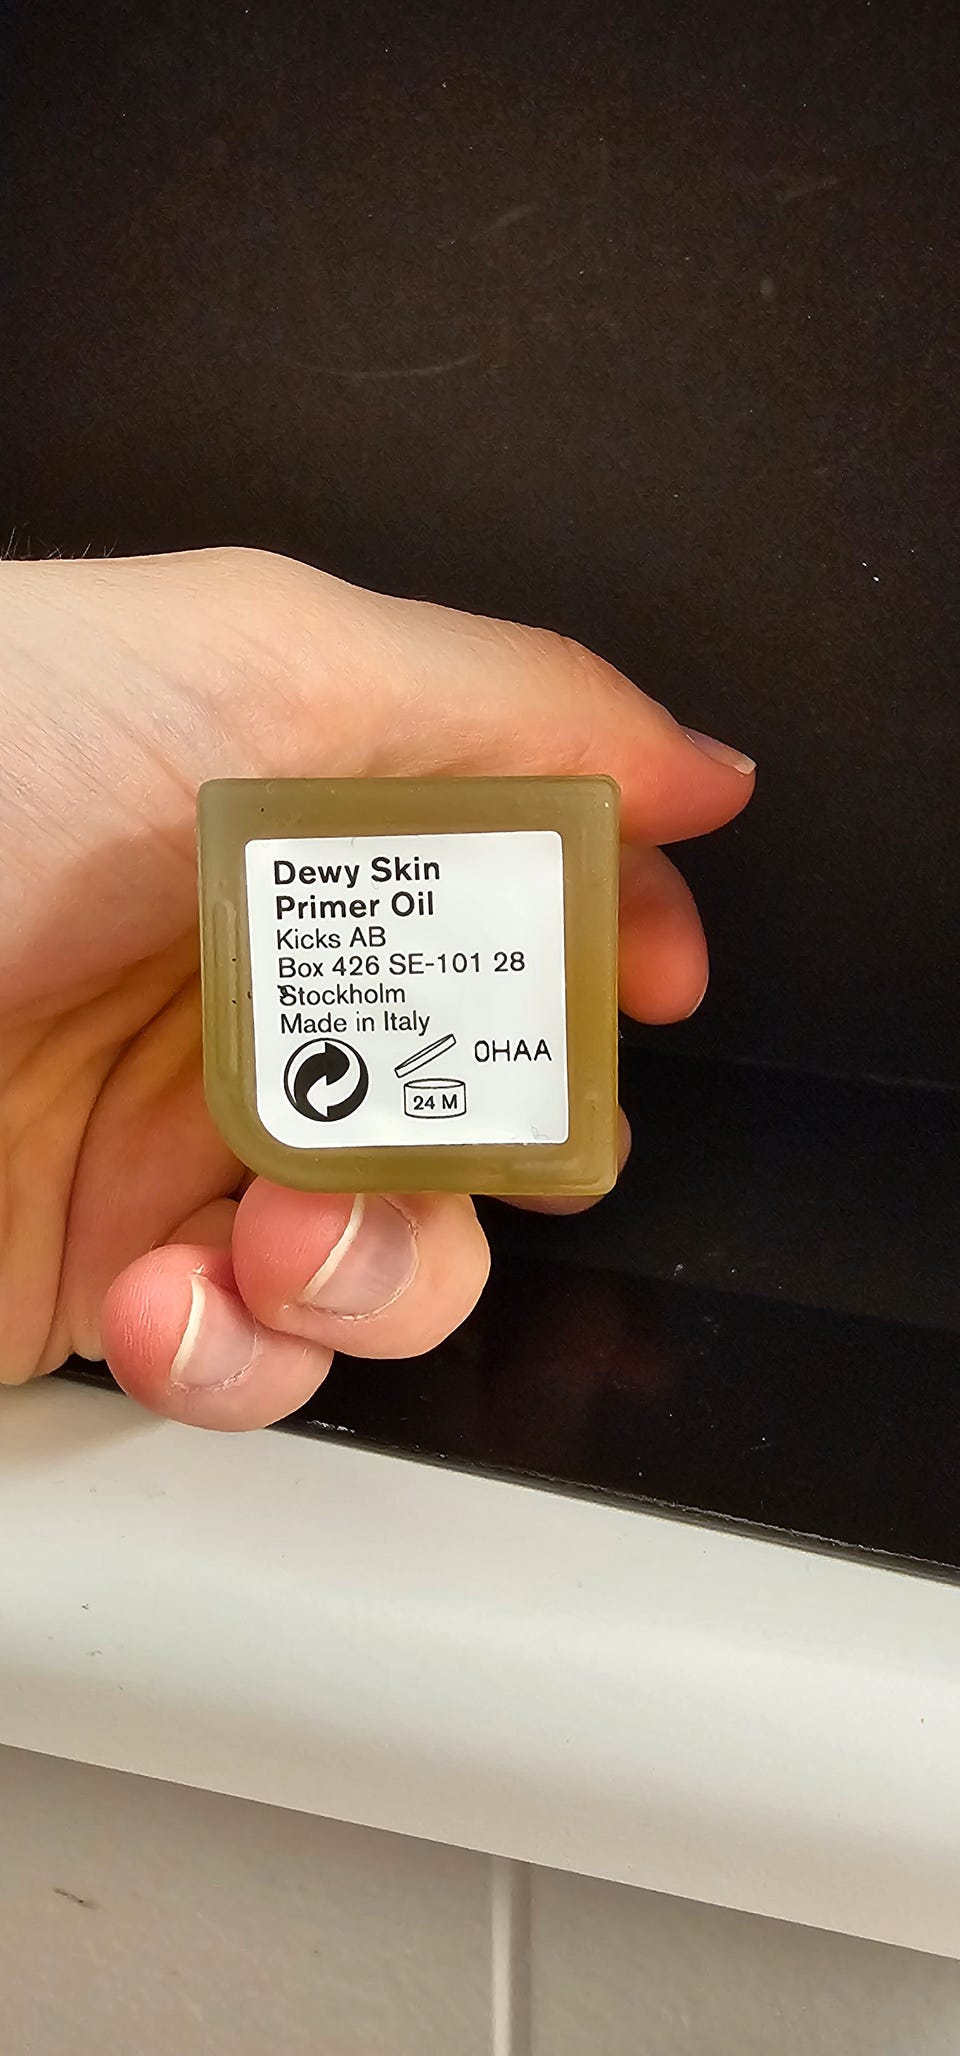 Dewy Skin
Primer Oil
Kicks AB
Box 426 SE-101 28
Stockholm
Made in Italy
0HAA
24 M